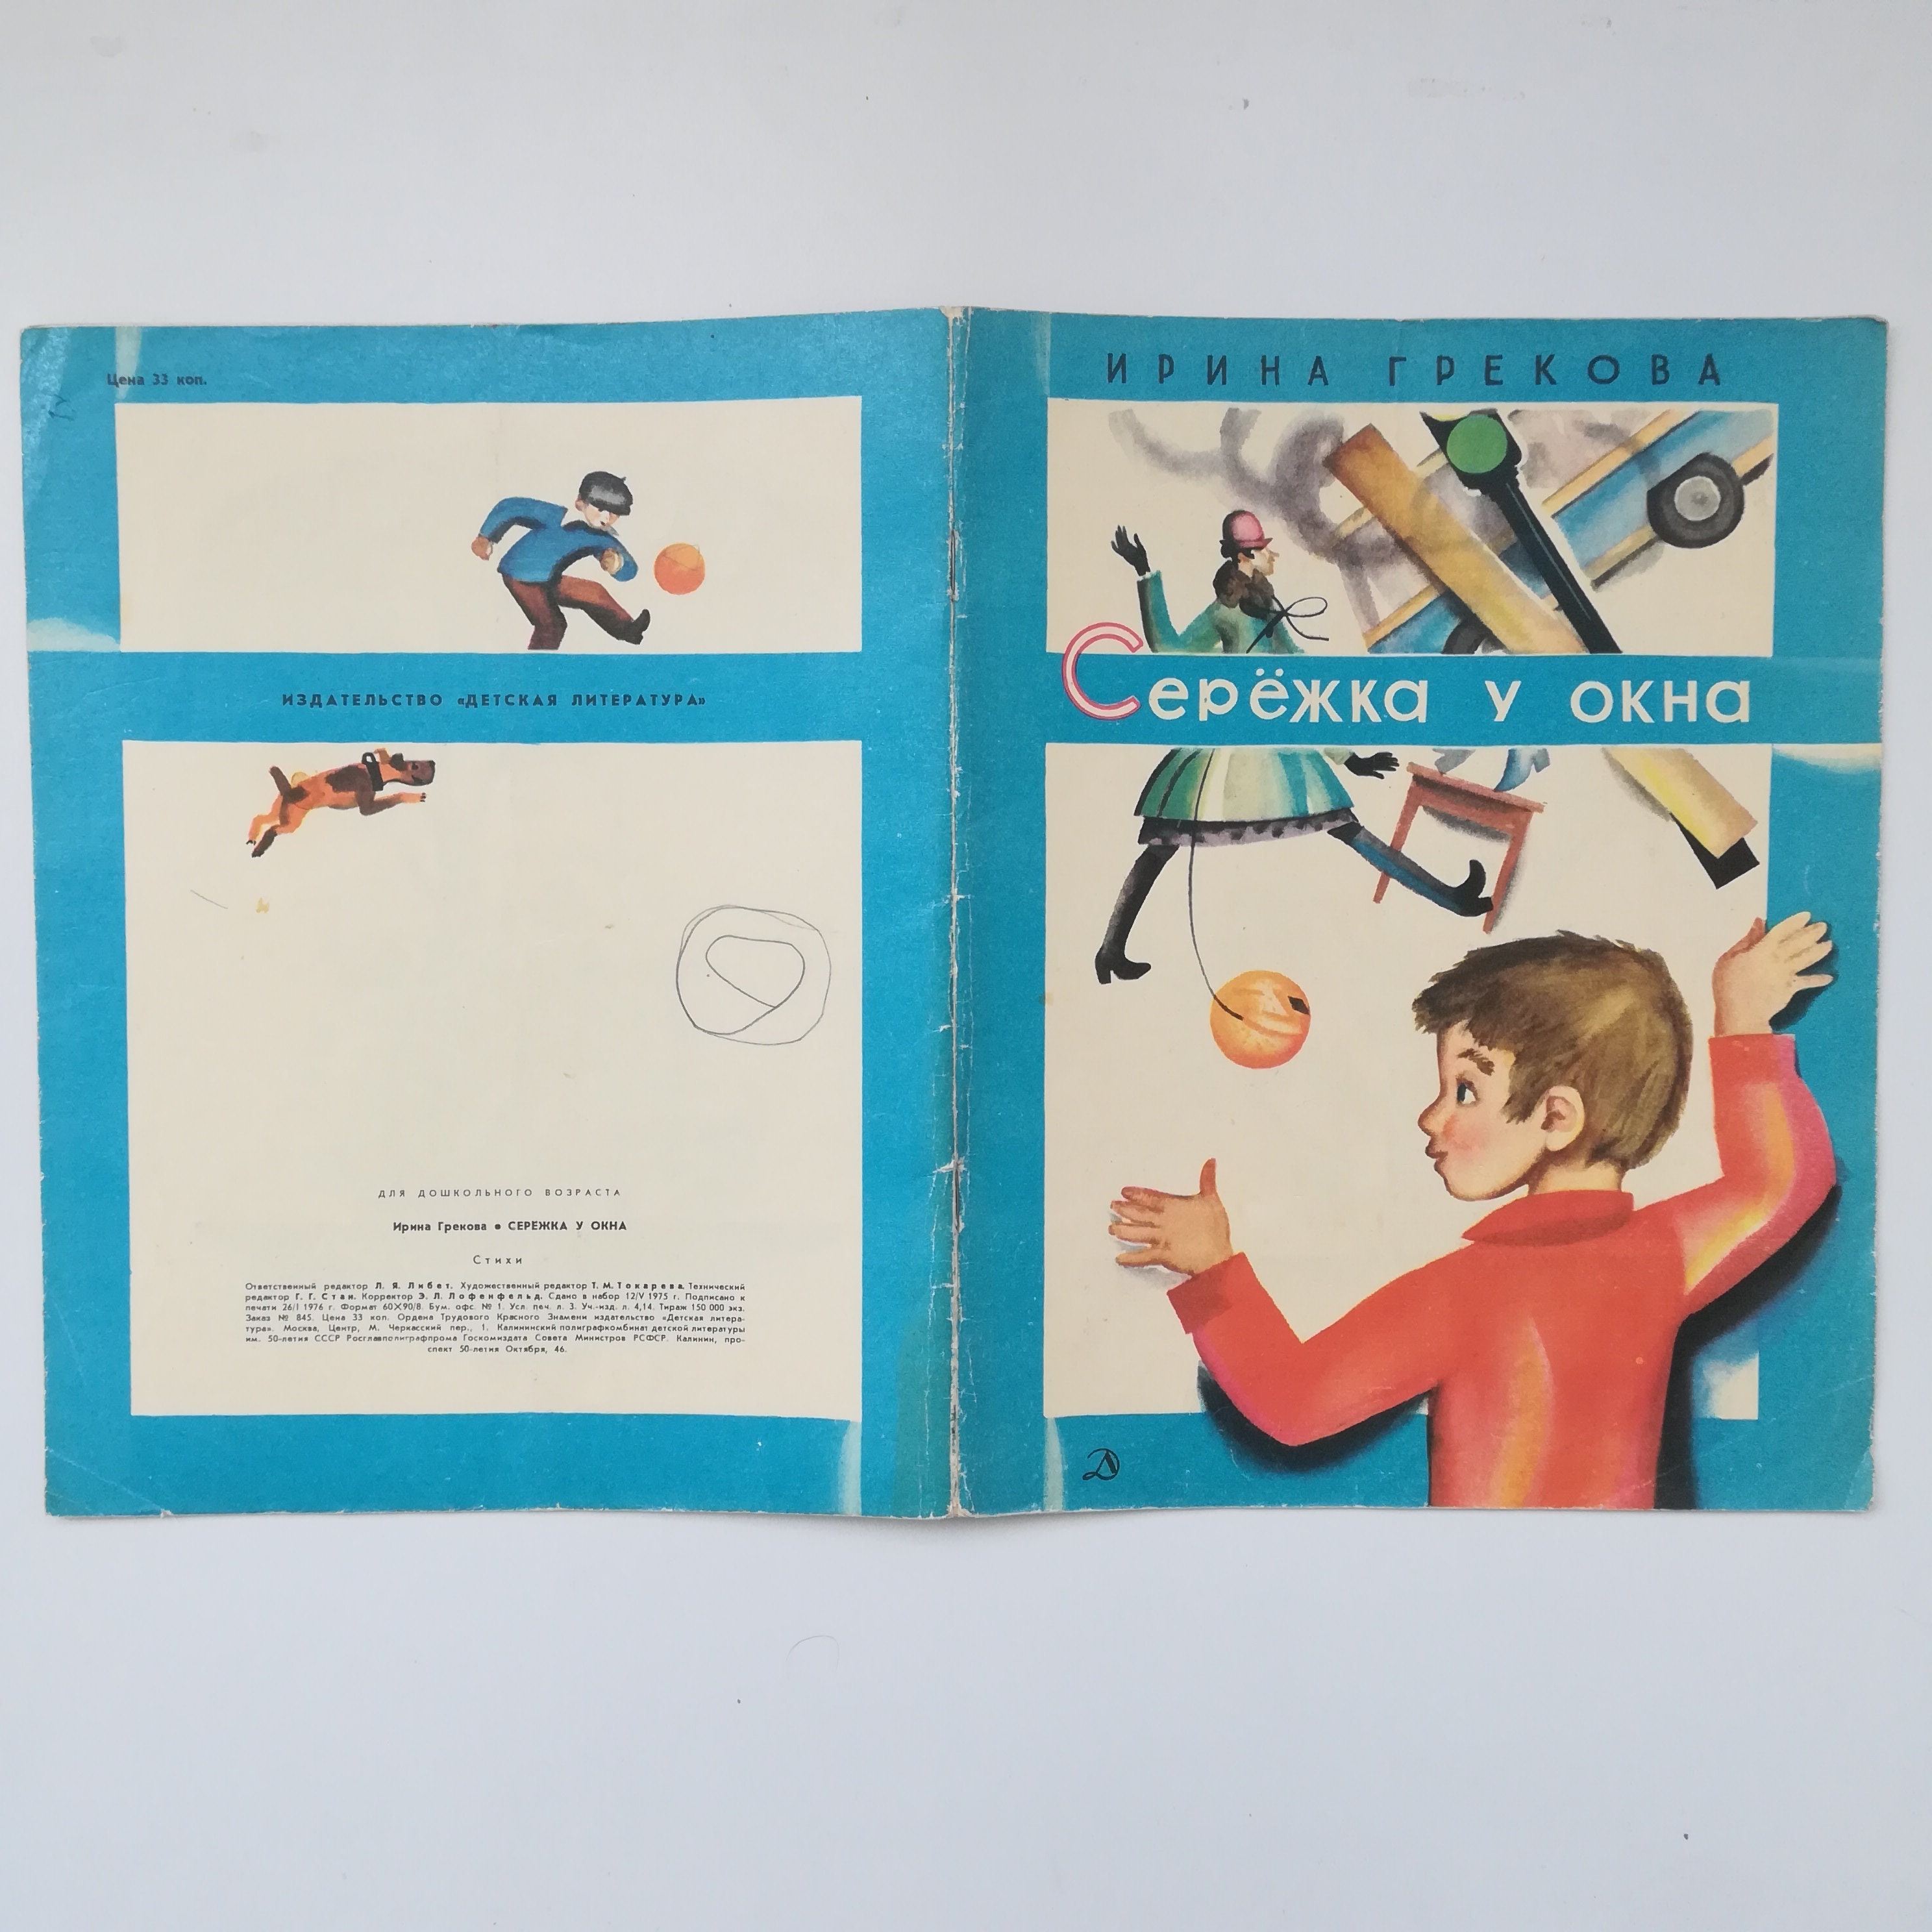 Цена 33 коп.
ИЗДАТЕЛЬСТВО «ДЕТСКАЯ ЛИТЕРАТУРА»
ДЛЯ ДОШКОЛЬНОГО ВОЗРАСТА
Ирина Грекова • СЕРЕЖКА У ОКНА
Стихи
Ответственный редактор Л. Я. Либет. Художественный редактор Т. М. Токарева. Технический
редактор Г. Г. Стан. Корректор Э. Л. Лофенфельд. Сдано в набор 12/V 1975 г. Подписано к
печати 26/I 1976 г. Формат 60×90/8. Бум. офс. № 1. Усл. печ. л. 3. Уч.-изд. л. 4,14. Тираж 150 000 экз.
Заказ № 845. Цена 33 коп. Ордена Трудового Красного Знамени издательство «Детская литера-
тура». Москва, Центр, М. Черкасский пер., 1. Калининский полиграфкомбинат детской литературы
им. 50-летия СССР Росглавполиграфпрома Госкомиздата Совета Министров РСФСР. Калинин, про-
спект 50-летия Октября, 46.
ИРИНА ГРЕКОВА
Серёжка у окна
Д